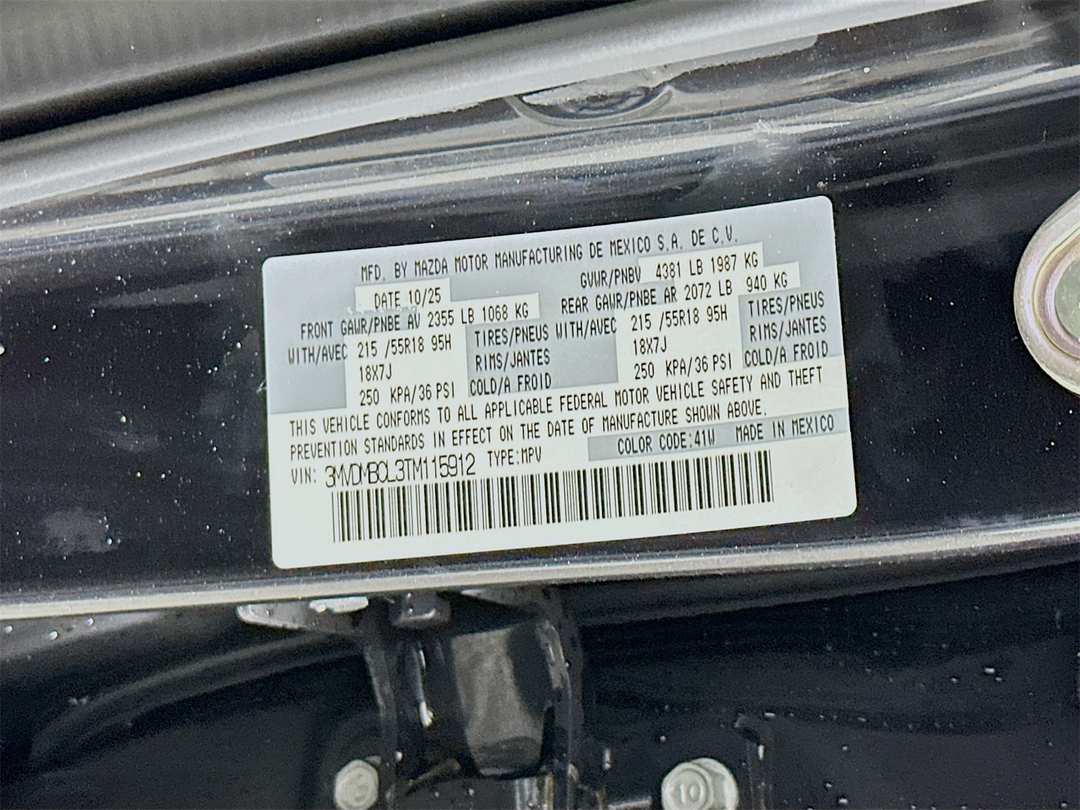 MFD. BY MAZDA MOTOR MANUFACTURING DE MEXICO S.A. DE C.V.
DATE 10/25 GVWR/PNBV 4381 LB 1987 KG
FRONT GAWR/PNBE AV 2355 LB 1068 KG REAR GAWR/PNBE AR 2072 LB 940 KG
WITH/AVEC 215 /55R18 95H TIRES/PNEUS WITH/AVEC 215 /55R18 95H TIRES/PNEUS
18X7J RIMS/JANTES 18X7J RIMS/JANTES
250 KPA/36 PSI COLD/A FROID 250 KPA/36 PSI COLD/A FROID
THIS VEHICLE CONFORMS TO ALL APPLICABLE FEDERAL MOTOR VEHICLE SAFETY AND THEFT
PREVENTION STANDARDS IN EFFECT ON THE DATE OF MANUFACTURE SHOWN ABOVE.
COLOR CODE:41W MADE IN MEXICO
VIN: 3MVDMBCL3TM115912 TYPE:MPV
10